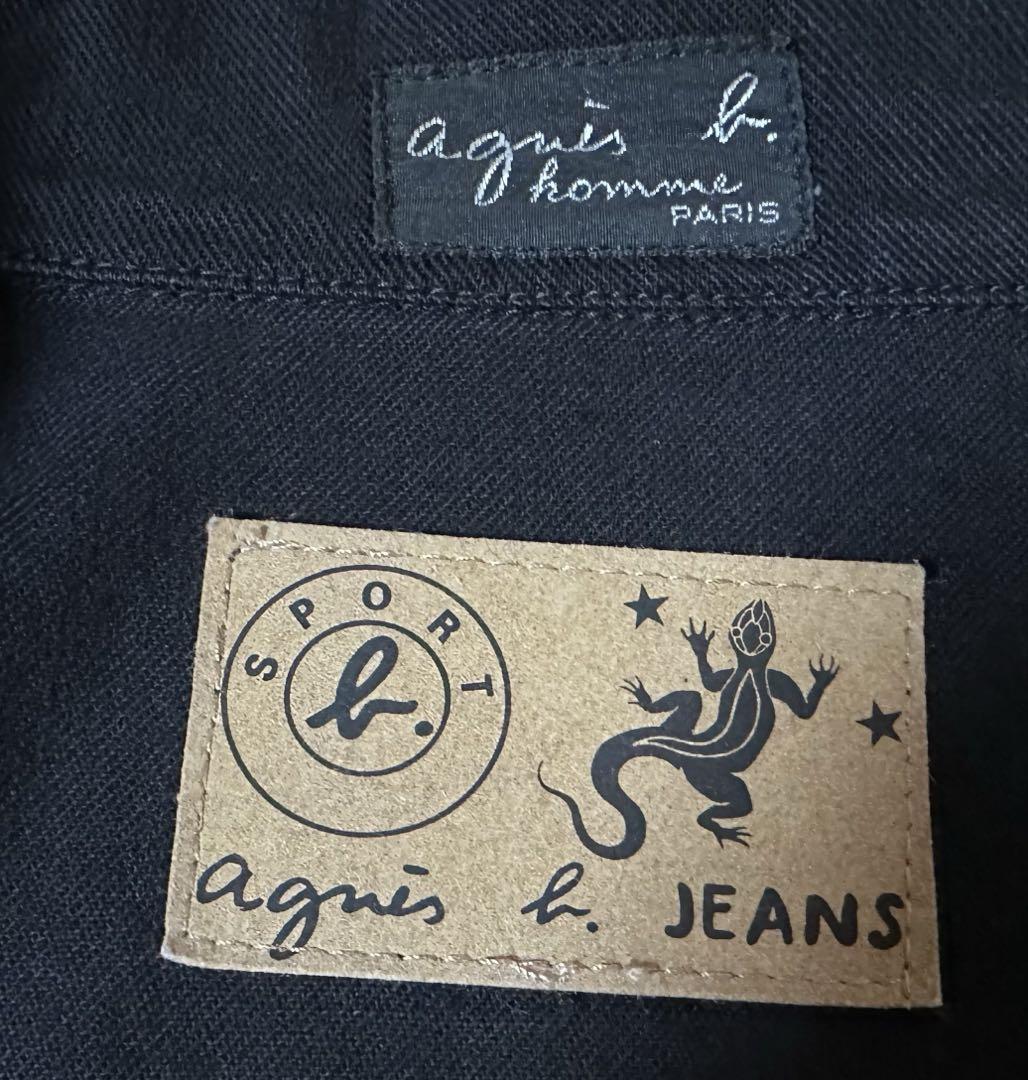 agnès b.
homme
PARIS
SPORT
b.
agnès b. JEANS